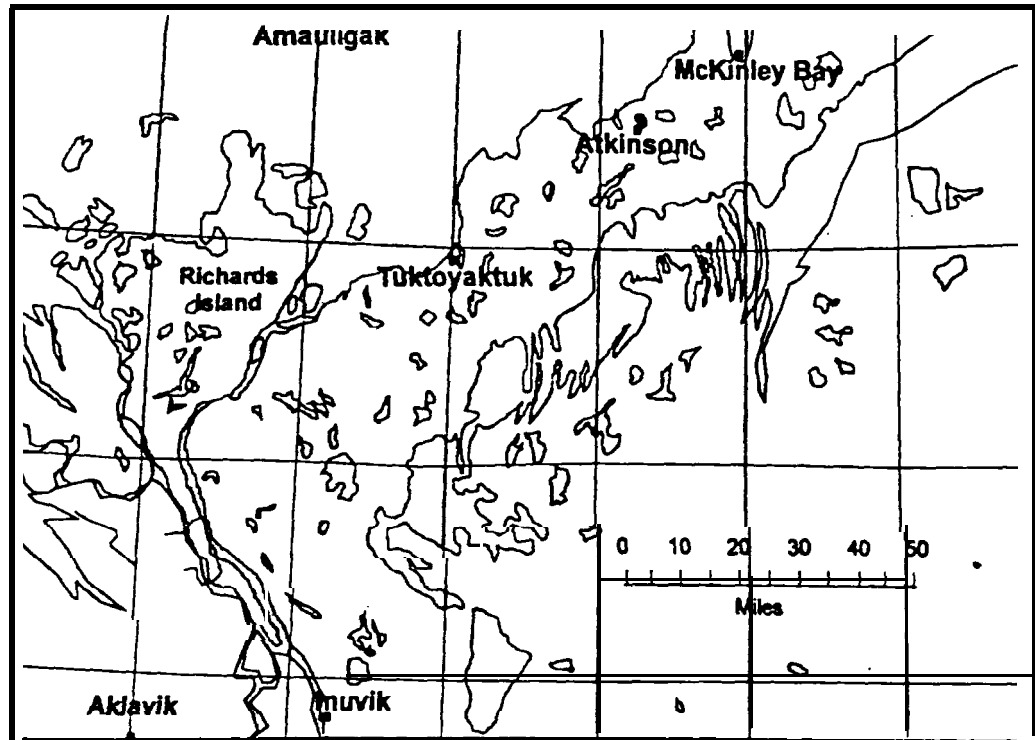 Amauligak
McKinley Bay
Atkinson
Richards
Island
Tuktoyaktuk
0 10 20 30 40 50
Miles
Aklavik
Inuvik